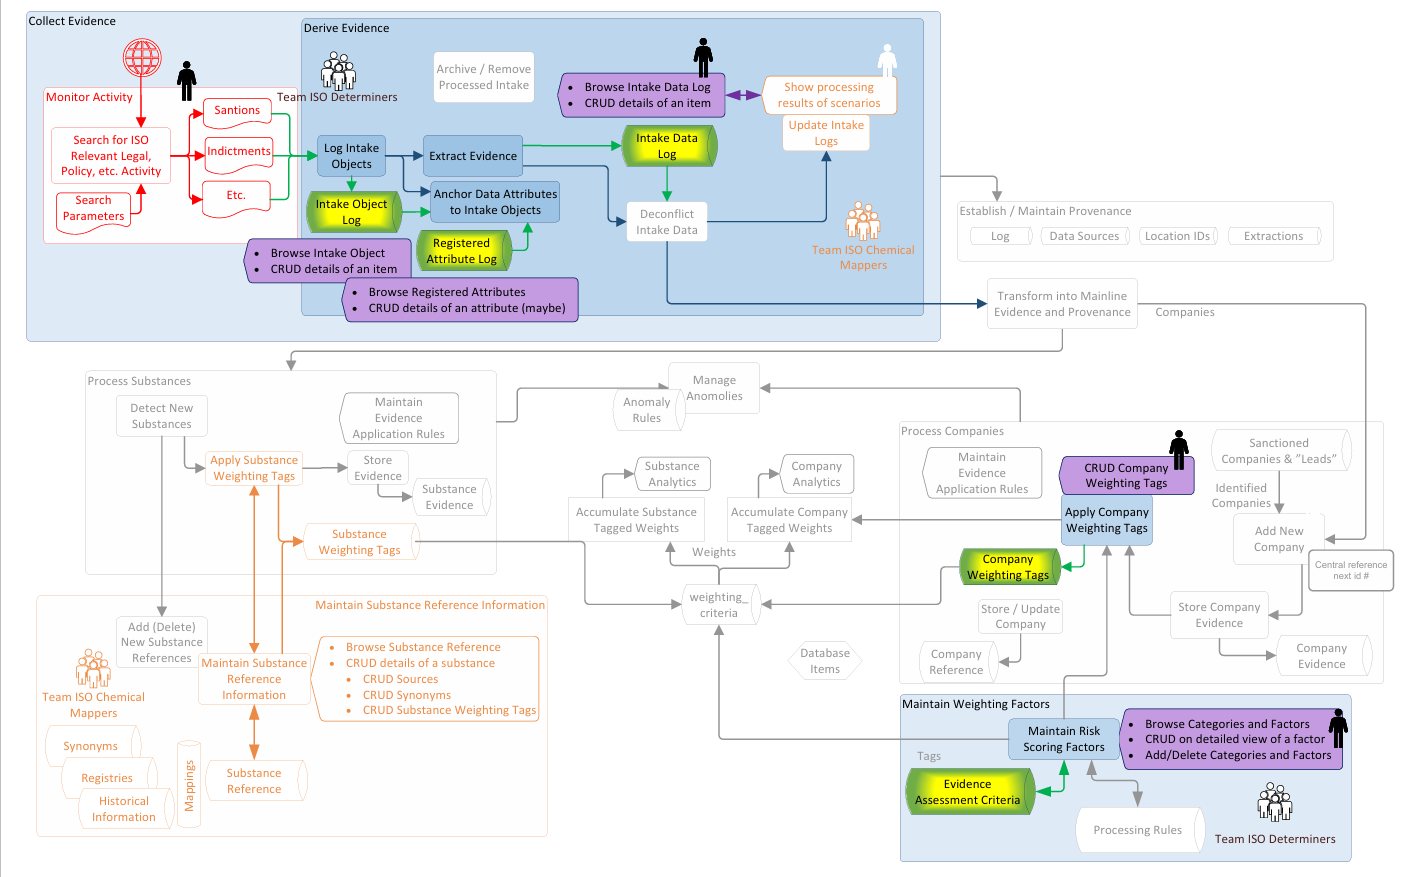 Collect Evidence
Derive Evidence
Monitor Activity
Team ISO Determiners
Archive / Remove
Processed Intake
• Browse Intake Data Log
• CRUD details of an item
Show processing
results of scenarios
Update Intake
Logs
Search for ISO
Relevant Legal,
Policy, etc. Activity
Search
Parameters
Santions
Indictments
Etc.
Log Intake
Objects
Extract Evidence
Intake Data
Log
Intake Object
Log
Anchor Data Attributes
to Intake Objects
Registered
Attribute Log
Deconflict
Intake Data
Team ISO Chemical
Mappers
• Browse Intake Object
• CRUD details of an item
• Browse Registered Attributes
• CRUD details of an attribute (maybe)
Establish / Maintain Provenance
Log
Data Sources
Location IDs
Extractions
Transform into Mainline
Evidence and Provenance
Companies
Process Substances
Detect New
Substances
Maintain
Evidence
Application Rules
Apply Substance
Weighting Tags
Store
Evidence
Substance
Evidence
Substance
Weighting Tags
Manage
Anomolies
Anomaly
Rules
Substance
Analytics
Company
Analytics
Accumulate Substance
Tagged Weights
Accumulate Company
Tagged Weights
Weights
weighting_
criteria
Database
Items
Process Companies
Maintain
Evidence
Application Rules
CRUD Company
Weighting Tags
Apply Company
Weighting Tags
Company
Weighting Tags
Sanctioned
Companies & ”Leads”
Identified
Companies
Add New
Company
Central reference
next id #
Store / Update
Company
Company
Reference
Store Company
Evidence
Company
Evidence
Maintain Substance Reference Information
Add (Delete)
New Substance
References
Maintain Substance
Reference
Information
• Browse Substance Reference
• CRUD details of a substance
• CRUD Sources
• CRUD Synonyms
• CRUD Substance Weighting Tags
Team ISO Chemical
Mappers
Synonyms
Registries
Historical
Information
Mappings
Substance
Reference
Maintain Weighting Factors
Maintain Risk
Scoring Factors
• Browse Categories and Factors
• CRUD on detailed view of a factor
• Add/Delete Categories and Factors
Tags
Evidence
Assessment Criteria
Processing Rules
Team ISO Determiners